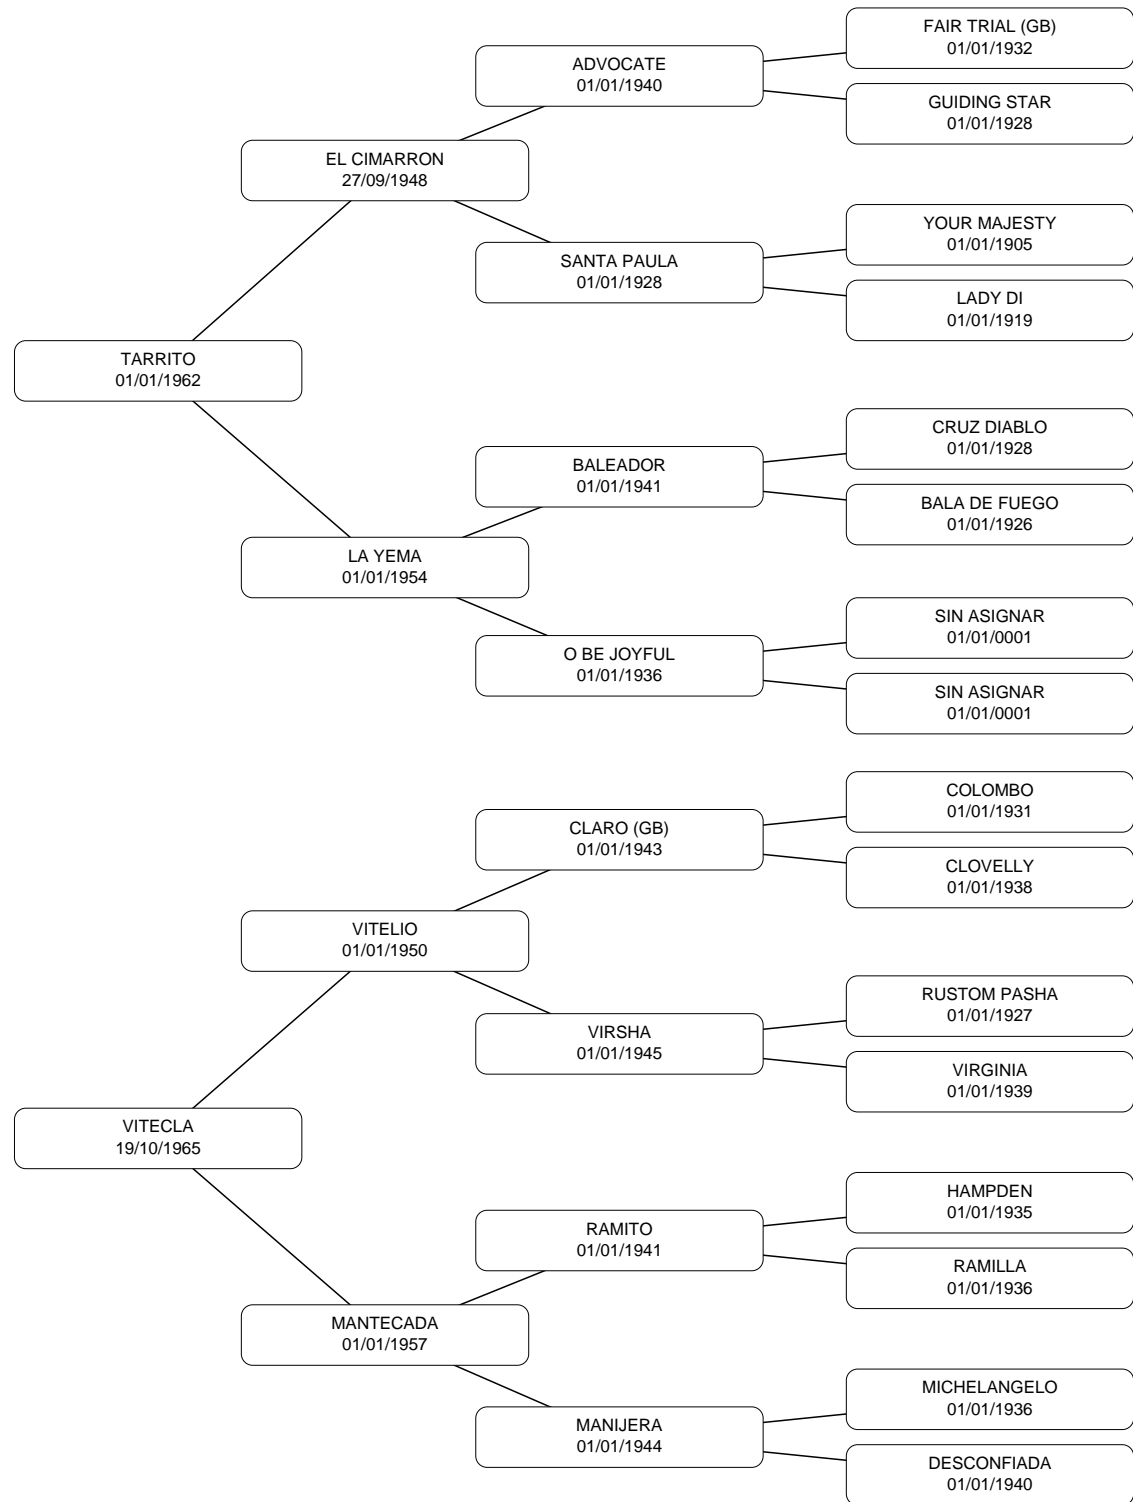 FAIR TRIAL (GB)
01/01/1932
ADVOCATE
01/01/1940
GUIDING STAR
01/01/1928
EL CIMARRON
27/09/1948
YOUR MAJESTY
01/01/1905
SANTA PAULA
01/01/1928
LADY DI
01/01/1919
TARRITO
01/01/1962
CRUZ DIABLO
01/01/1928
BALEADOR
01/01/1941
BALA DE FUEGO
01/01/1926
LA YEMA
01/01/1954
SIN ASIGNAR
01/01/0001
O BE JOYFUL
01/01/1936
SIN ASIGNAR
01/01/0001
COLOMBO
01/01/1931
CLARO (GB)
01/01/1943
CLOVELLY
01/01/1938
VITELIO
01/01/1950
RUSTOM PASHA
01/01/1927
VIRSHA
01/01/1945
VIRGINIA
01/01/1939
VITECLA
19/10/1965
HAMPDEN
01/01/1935
RAMITO
01/01/1941
RAMILLA
01/01/1936
MANTECADA
01/01/1957
MICHELANGELO
01/01/1936
MANIJERA
01/01/1944
DESCONFIADA
01/01/1940